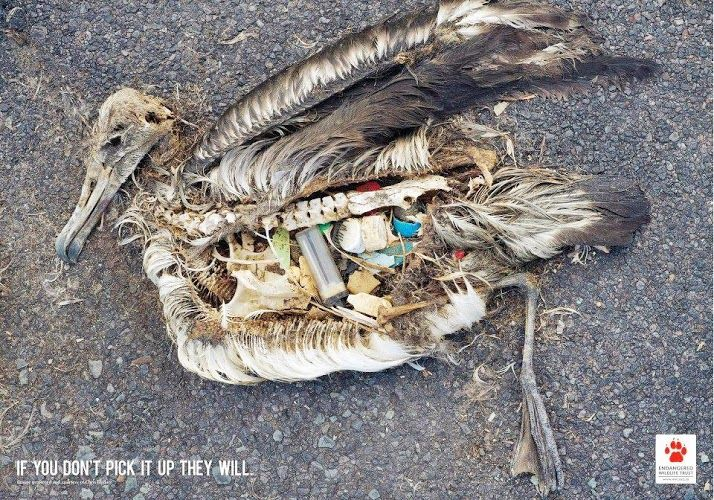 IF YOU DON'T PICK IT UP THEY WILL.
ENDANGERED
WILDLIFE TRUST